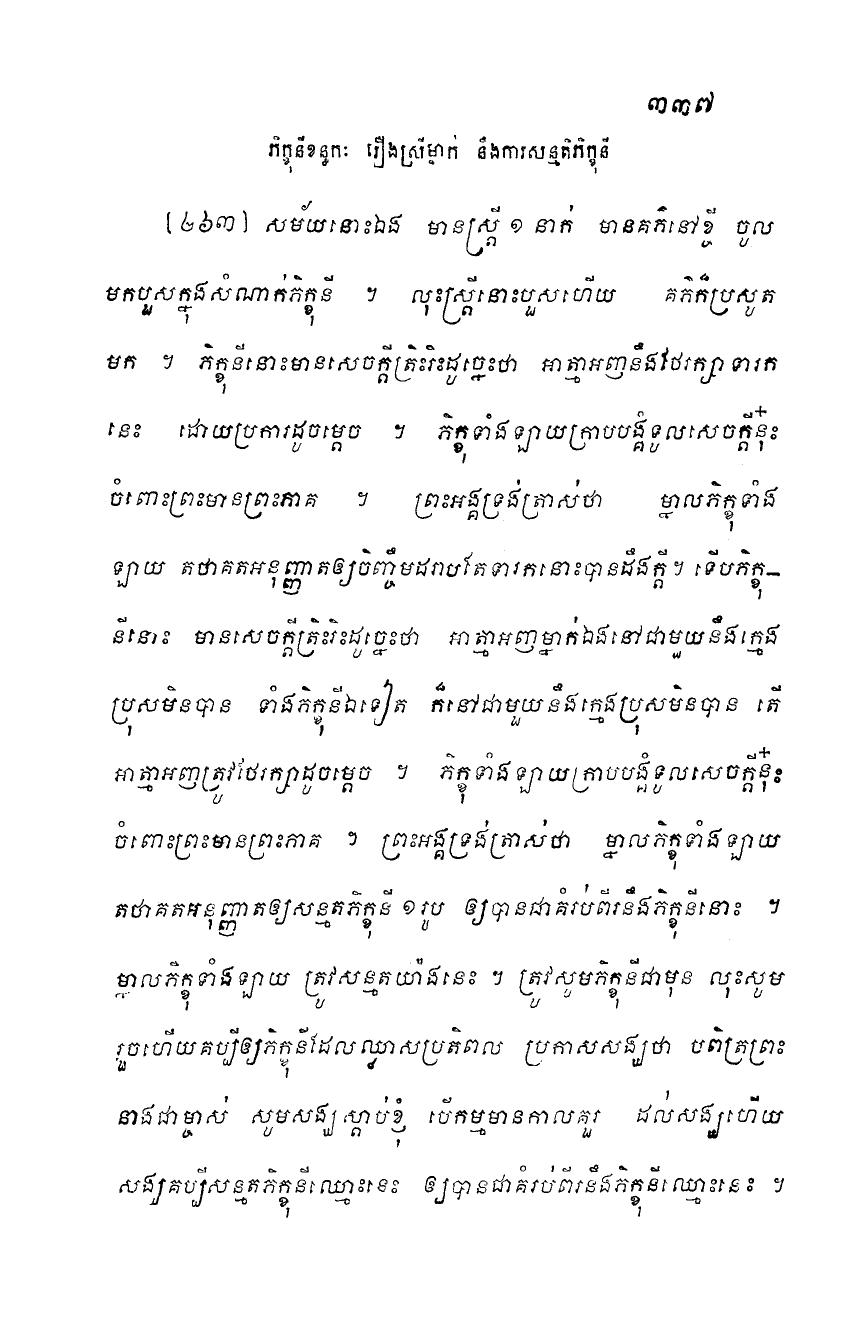 ៣៣៧
ភិក្ខុនីខន្ធកៈ រឿងស្រីម្នាក់ នឹងការសន្មតិភិក្ខុនី
[៤៦៣] សម័យនោះឯង មានស្ត្រី ១ នាក់ មានគភ៌នៅខ្ចី ចូល
មកបួសក្នុងសំណាក់ភិក្ខុនី ។ លុះស្ត្រីនោះបួសហើយ គភ៌ក៏ប្រសូត
មក ។ ភិក្ខុនីនោះមានសេចក្តីត្រិះរិះដូច្នេះថា អាត្មាអញនឹងថែរក្សាទារក
នេះ ដោយប្រការដូចម្តេច ។ ភិក្ខុទាំងឡាយក្រាបបង្គំទូលសេចក្តីនុ៎ះ
ចំពោះព្រះមានព្រះភាគ ។ ព្រះអង្គទ្រង់ត្រាស់ថា ម្នាលភិក្ខុទាំង
ឡាយ តថាគតអនុញ្ញាតឲ្យចិញ្ចឹមដរាបតែទារកនោះបានដឹងក្តី។ ទើបភិក្ខុ-
នីនោះ មានសេចក្តីត្រិះរិះដូច្នេះថា អាត្មាអញម្នាក់ឯងនៅជាមួយនឹងក្មេង
ប្រុសមិនបាន ទាំងភិក្ខុនីឯទៀត ក៏នៅជាមួយនឹងក្មេងប្រុសមិនបាន តើ
អាត្មាអញត្រូវថែរក្សាដូចម្តេច ។ ភិក្ខុទាំងឡាយក្រាបបង្គំទូលសេចក្តីនុ៎ះ
ចំពោះព្រះមានព្រះភាគ ។ ព្រះអង្គទ្រង់ត្រាស់ថា ម្នាលភិក្ខុទាំងឡាយ
តថាគតអនុញ្ញាតឲ្យសន្មតភិក្ខុនី ១ រូប ឲ្យបានជាគំរប់ពីរនឹងភិក្ខុនីនោះ ។
ម្នាលភិក្ខុទាំងឡាយ ត្រូវសន្មតយ៉ាងនេះ ។ ត្រូវសូមភិក្ខុនីជាមុន លុះសូម
រួចហើយគប្បីឲ្យភិក្ខុនីដែលឈ្លាសប្រតិពល ប្រកាសសង្ឃថា បពិត្រព្រះ
នាងជាម្ចាស់ សូមសង្ឃស្តាប់ខ្ញុំ បើកម្មមានកាលគួរ ដល់សង្ឃហើយ
សង្ឃគប្បីសន្មតភិក្ខុនីឈ្មោះនេះ ឲ្យបានជាគំរប់ពីរនឹងភិក្ខុនីឈ្មោះនេះ ។